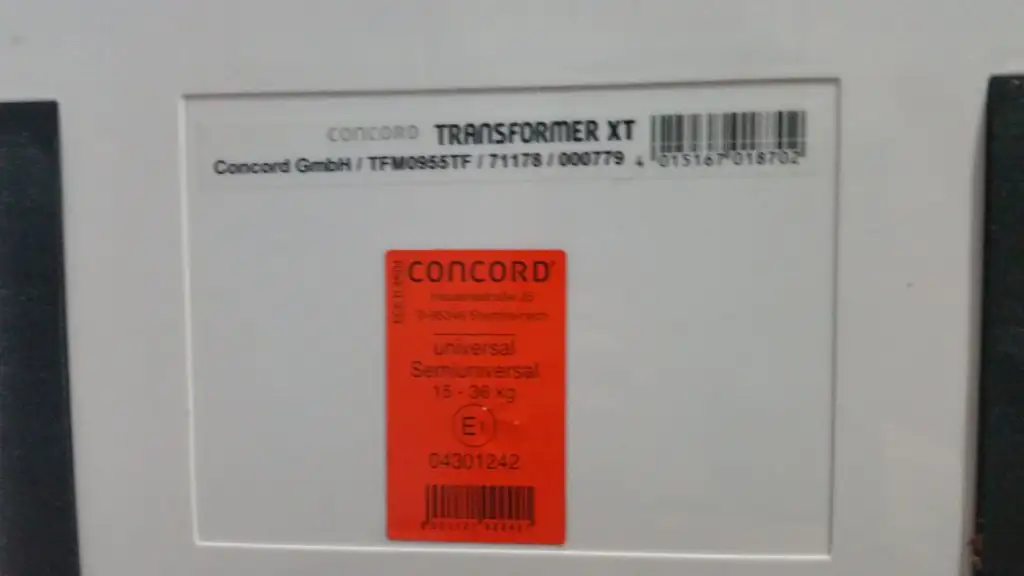 CONCORD TRANSFORMER XT
Concord GmbH / TFM0955TF / 71178 / 000779
4 015167 018702
CONCORD
universal
Semiuniversal
15 - 36 kg
E1
04301242